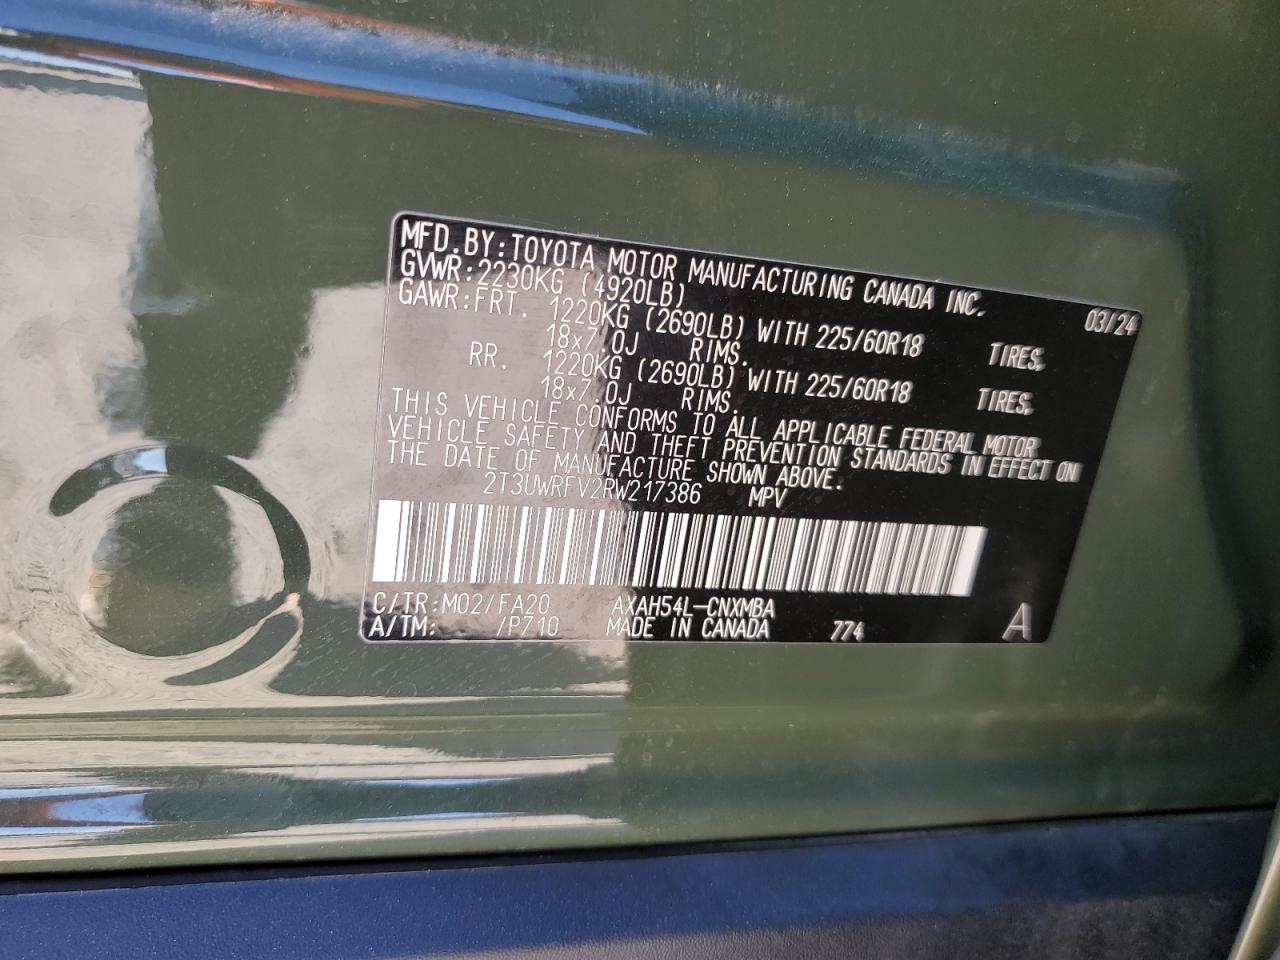 MFD.BY:TOYOTA MOTOR MANUFACTURING CANADA INC.
GVWR:2230KG (4920LB) 03/24
GAWR:FRT. 1220KG (2690LB) WITH 225/60R18 TIRES,
18x7.0J RIMS.
RR. 1220KG (2690LB) WITH 225/60R18 TIRES,
18x7.0J RIMS.
THIS VEHICLE CONFORMS TO ALL APPLICABLE FEDERAL MOTOR
VEHICLE SAFETY AND THEFT PREVENTION STANDARDS IN EFFECT ON
THE DATE OF MANUFACTURE SHOWN ABOVE.
2T3UWRFV2RW217386 MPV
C/TR:M02/FA20 AXAH54L-CNXMBA
A/TM: /P710 MADE IN CANADA 774 A